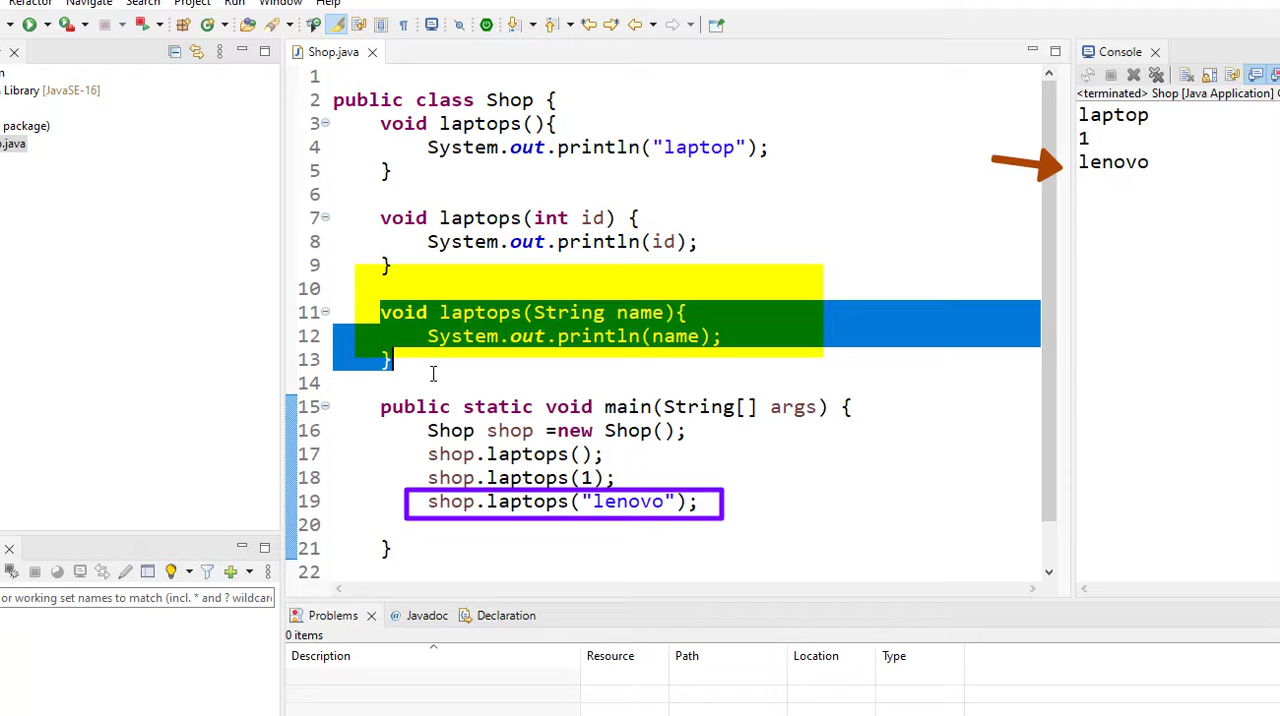 Refactor Navigate Search Project Run Window Help
Shop.java
Console
Library [JavaSE-16]
package)
.java
<terminated> Shop [Java Application]
1
2 public class Shop {
3 void laptops(){
4 System.out.println("laptop");
5 }
6
7 void laptops(int id) {
8 System.out.println(id);
9 }
10
11 void laptops(String name){
12 System.out.println(name);
13 }
14
15 public static void main(String[] args) {
16 Shop shop =new Shop();
17 shop.laptops();
18 shop.laptops(1);
19 shop.laptops("lenovo");
20
21 }
22
laptop
1
lenovo
or working set names to match (incl. * and ? wildcard
Problems
@ Javadoc
Declaration
0 items
Description Resource Path Location Type